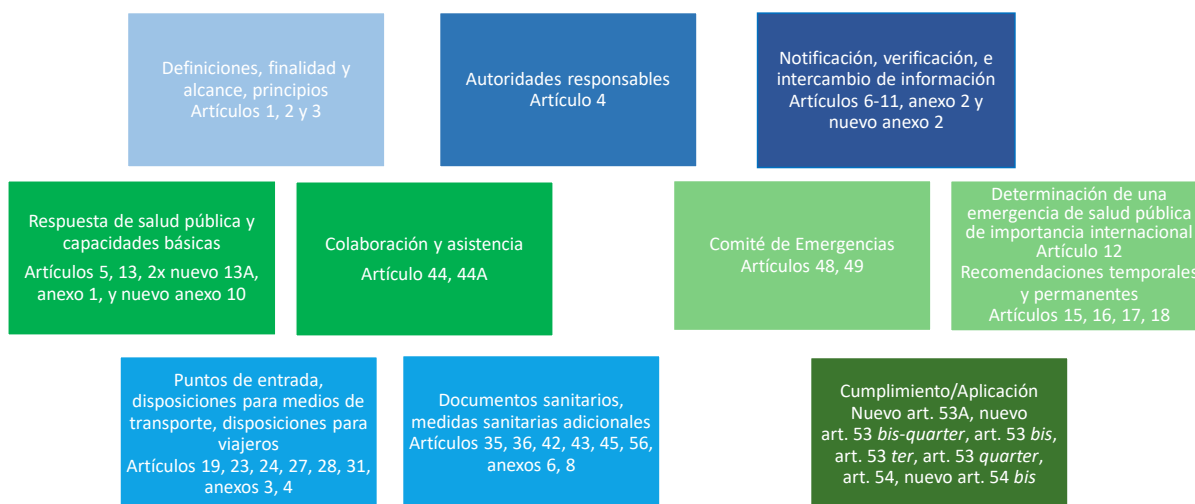 Definiciones, finalidad y
alcance, principios
Artículos 1, 2 y 3
Autoridades responsables
Artículo 4
Notificación, verificación, e
intercambio de información
Artículos 6-11, anexo 2 y
nuevo anexo 2
Respuesta de salud pública y
capacidades básicas
Artículos 5, 13, 2x nuevo 13A,
anexo 1, y nuevo anexo 10
Colaboración y asistencia
Artículo 44, 44A
Comité de Emergencias
Artículos 48, 49
Determinación de una
emergencia de salud pública
de importancia internacional
Artículo 12
Recomendaciones temporales
y permanentes
Artículos 15, 16, 17, 18
Puntos de entrada,
disposiciones para medios de
transporte, disposiciones para
viajeros
Artículos 19, 23, 24, 27, 28, 31,
anexos 3, 4
Documentos sanitarios,
medidas sanitarias adicionales
Artículos 35, 36, 42, 43, 45, 56,
anexos 6, 8
Cumplimiento/Aplicación
Nuevo art. 53A, nuevo
art. 53 bis-quarter, art. 53 bis,
art. 53 ter, art. 53 quarter,
art. 54, nuevo art. 54 bis